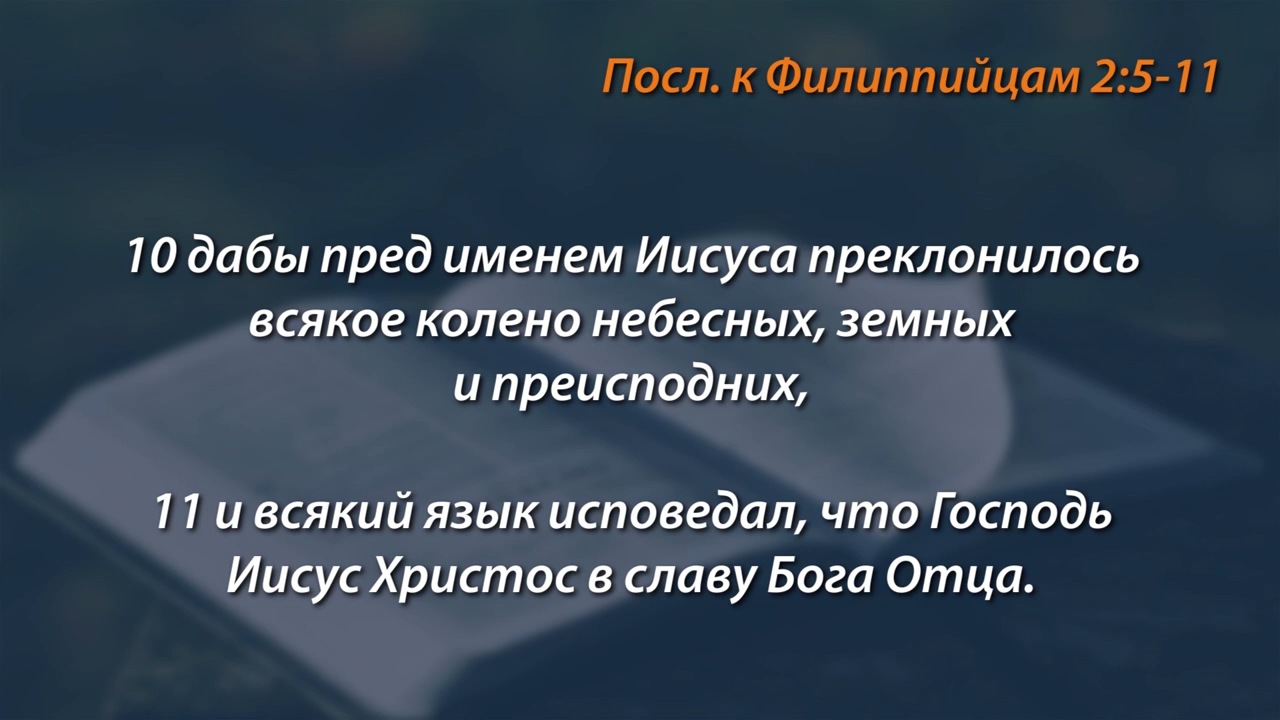 Посл. к Филиппийцам 2:5-11
10 дабы пред именем Иисуса преклонилось
всякое колено небесных, земных
и преисподних,
11 и всякий язык исповедал, что Господь
Иисус Христос в славу Бога Отца.